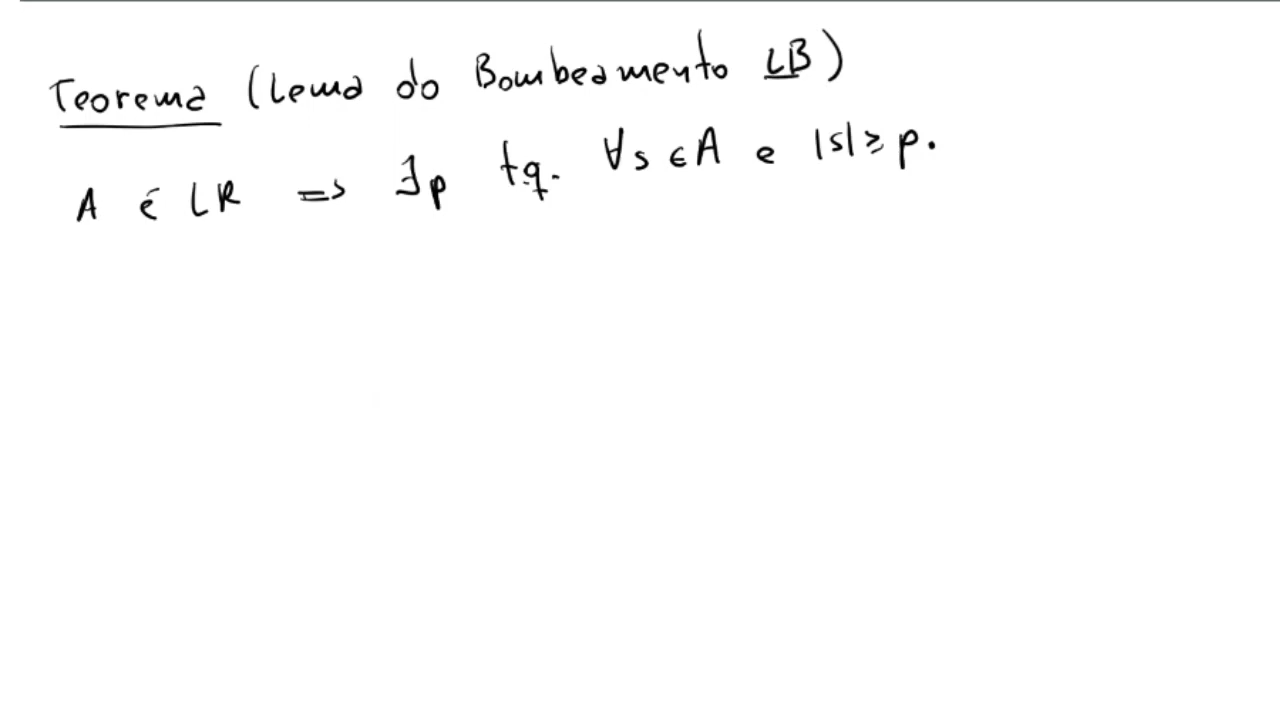 Teorema (Lema do Bombeamento LB)
A é LR => ∃p tq. ∀s ∈ A e |s| ≥ p.